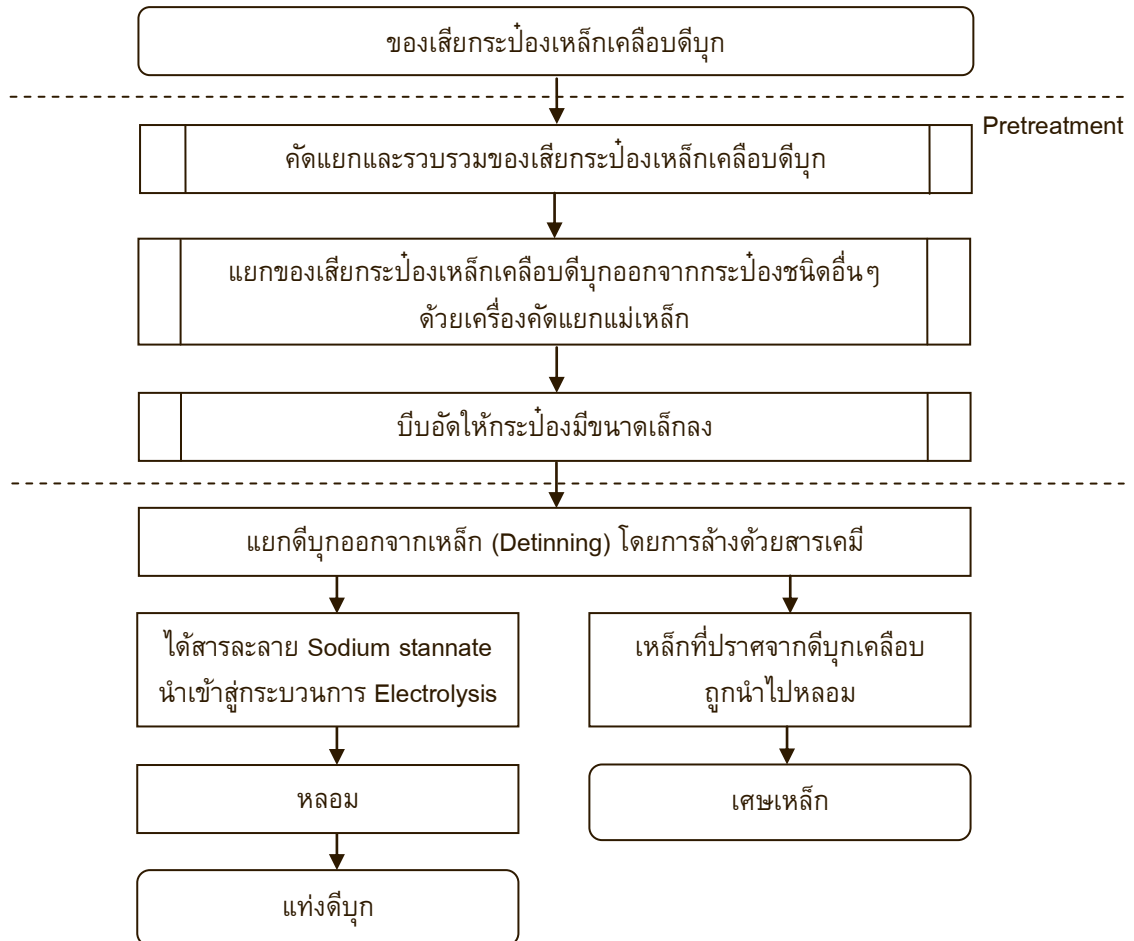 ของเสียกระป๋องเหล็กเคลือบดีบุก
Pretreatment
คัดแยกและรวบรวมของเสียกระป๋องเหล็กเคลือบดีบุก
แยกของเสียกระป๋องเหล็กเคลือบดีบุกออกจากกระป๋องชนิดอื่นๆ
ด้วยเครื่องคัดแยกแม่เหล็ก
บีบอัดให้กระป๋องมีขนาดเล็กลง
แยกดีบุกออกจากเหล็ก (Detinning) โดยการล้างด้วยสารเคมี
ได้สารละลาย Sodium stannate
นำเข้าสู่กระบวนการ Electrolysis
เหล็กที่ปราศจากดีบุกเคลือบ
ถูกนำไปหลอม
หลอม
เศษเหล็ก
แท่งดีบุก